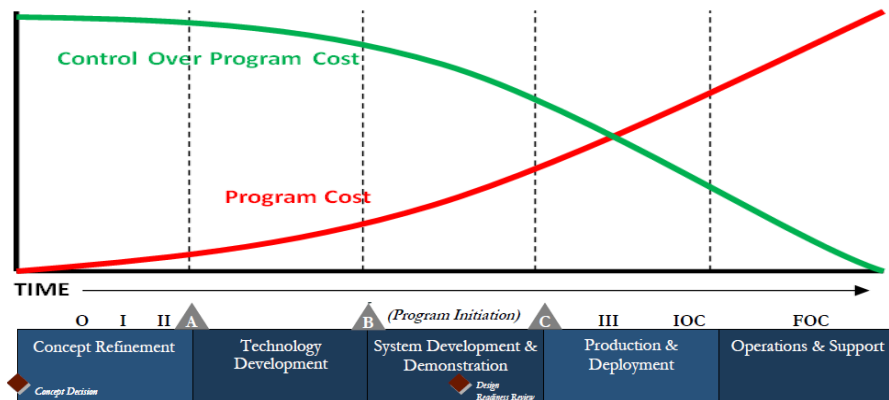 Control Over Program Cost
Program Cost
TIME
O I II A B (Program Initiation) C III IOC FOC
Concept Refinement
Technology
Development
System Development &
Demonstration
Production &
Deployment
Operations & Support
Concept Decision
Design
Readiness Review